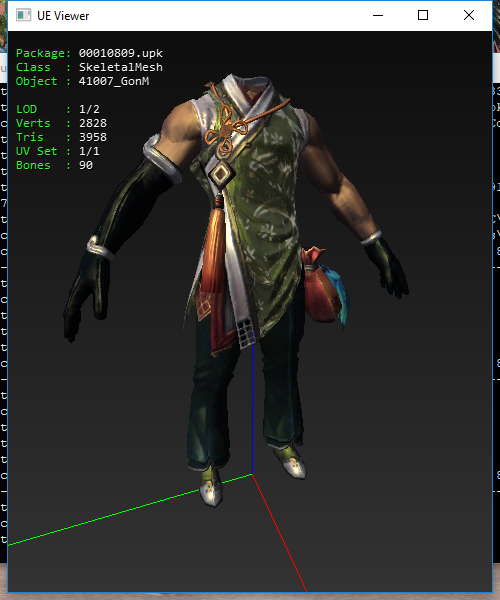 UE Viewer
Package: 00010809.upk
Class : SkeletalMesh
Object : 41007_GonM
LOD : 1/2
Verts : 2828
Tris : 3958
UV Set : 1/1
Bones : 90